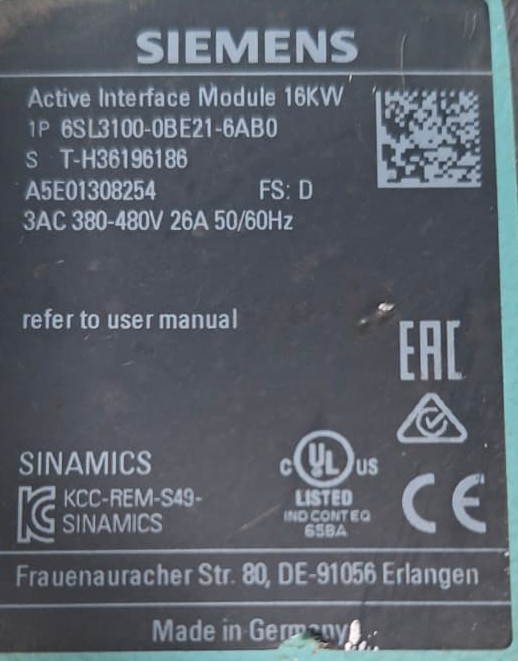 SIEMENS
Active Interface Module 16KW
1P 6SL3100-0BE21-6AB0
S T-H36196186
A5E01308254 FS: D
3AC 380-480V 26A 50/60Hz
refer to user manual
EAC
SINAMICS
KCC-REM-S49-
SINAMICS
c UL US
LISTED
IND CONT EQ
65BA
CE
Frauenauracher Str. 80, DE-91056 Erlangen
Made in Germany